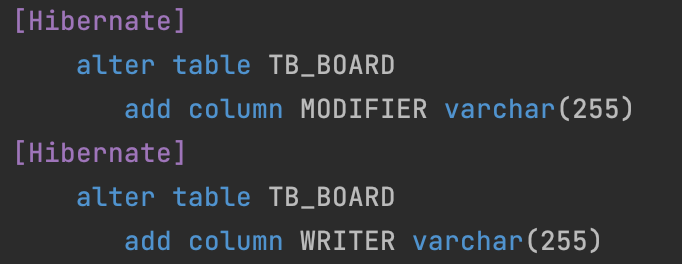 [Hibernate]
alter table TB_BOARD
add column MODIFIER varchar(255)
[Hibernate]
alter table TB_BOARD
add column WRITER varchar(255)